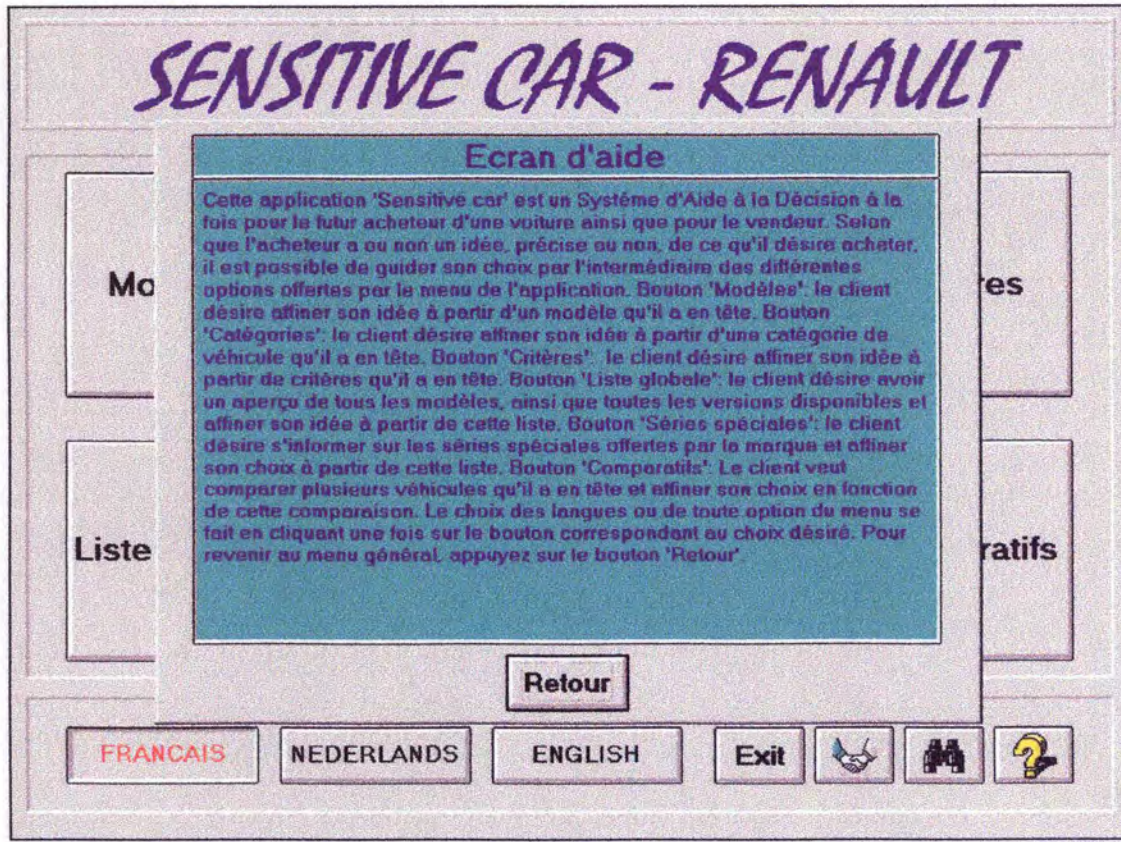 SENSITIVE CAR - RENAULT
Ecran d'aide
Cette application 'Sensitive car' est un Système d'Aide à la Décision à la
fois pour le futur acheteur d'une voiture ainsi que pour le vendeur. Selon
que l'acheteur a ou non un idée, précise ou non, de ce qu'il désire acheter,
il est possible de guider son choix par l'intermédiaire des différentes
options offertes par le menu de l'application. Bouton 'Modèles': le client
désire affiner son idée à partir d'un modèle qu'il a en tête. Bouton
'Catégories': le client désire affiner son idée à partir d'une catégorie de
véhicule qu'il a en tête. Bouton 'Critères': le client désire affiner son idée à
partir de critères qu'il a en tête. Bouton 'Liste globale': le client désire avoir
un aperçu de tous les modèles, ainsi que toutes les versions disponibles et
affiner son idée à partir de cette liste. Bouton 'Séries spéciales': le client
désire s'informer sur les séries spéciales offertes par la marque et affiner
son choix à partir de cette liste. Bouton 'Comparatifs': Le client veut
comparer plusieurs véhicules qu'il a en tête et affiner son choix en fonction
de cette comparaison. Le choix des langues ou de toute option du menu se
fait en cliquant une fois sur le bouton correspondant au choix désiré. Pour
revenir au menu général, appuyez sur le bouton 'Retour'.
Mo
res
Liste
ratifs
Retour
FRANCAIS
NEDERLANDS
ENGLISH
Exit